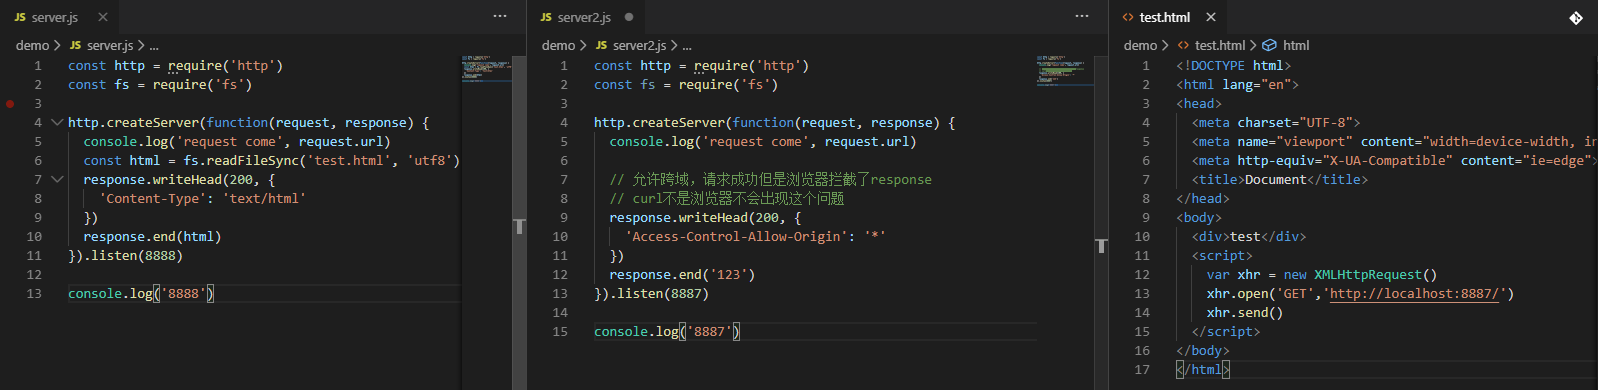 server.js
demo > server.js > ...
1 const http = require('http')
2 const fs = require('fs')
3
4 http.createServer(function(request, response) {
5 console.log('request come', request.url)
6 const html = fs.readFileSync('test.html', 'utf8')
7 response.writeHead(200, {
8 'Content-Type': 'text/html'
9 })
10 response.end(html)
11 }).listen(8888)
12
13 console.log('8888')
server2.js
demo > server2.js > ...
1 const http = require('http')
2 const fs = require('fs')
3
4 http.createServer(function(request, response) {
5 console.log('request come', request.url)
6
7 // 允许跨域，请求成功但是浏览器拦截了response
8 // curl不是浏览器不会出现这个问题
9 response.writeHead(200, {
10 'Access-Control-Allow-Origin': '*'
11 })
12 response.end('123')
13 }).listen(8887)
14
15 console.log('8887')
test.html
demo > test.html > html
1 <!DOCTYPE html>
2 <html lang="en">
3 <head>
4 <meta charset="UTF-8">
5 <meta name="viewport" content="width=device-width, in
6 <meta http-equiv="X-UA-Compatible" content="ie=edge">
7 <title>Document</title>
8 </head>
9 <body>
10 <div>test</div>
11 <script>
12 var xhr = new XMLHttpRequest()
13 xhr.open('GET','http://localhost:8887/')
14 xhr.send()
15 </script>
16 </body>
17 </html>